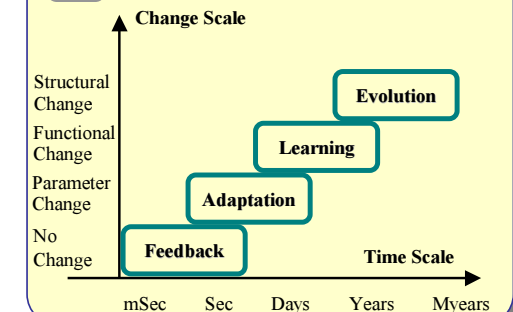 Change Scale
Structural
Change
Evolution
Functional
Change
Learning
Parameter
Change
Adaptation
No
Change
Feedback
Time Scale
mSec Sec Days Years Myears